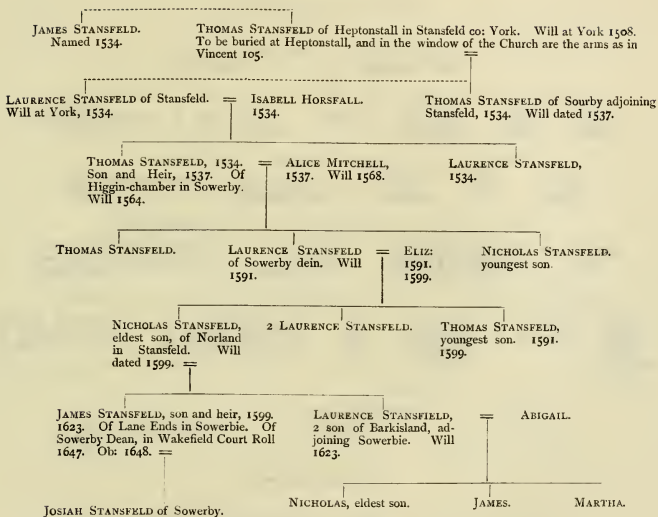 JAMES STANSFELD.
Named 1534.
THOMAS STANSFELD of Heptonstall in Stansfeld co: York. Will at York 1508.
To be buried at Heptonstall, and in the window of the Church are the arms as in
Vincent 105.
=
LAURENCE STANSFELD of Stansfeld.
Will at York, 1534.
=
ISABELL HORSFALL.
1534.
THOMAS STANSFELD of Sourby adjoining
Stansfeld, 1534. Will dated 1537.
THOMAS STANSFELD, 1534.
Son and Heir, 1537. Of
Higgin-chamber in Sowerby.
Will 1564.
=
ALICE MITCHELL,
1537. Will 1568.
LAURENCE STANSFELD,
1534.
THOMAS STANSFELD.
LAURENCE STANSFELD
of Sowerby dein. Will
1591.
=
ELIZ:
1591.
1599.
NICHOLAS STANSFELD.
youngest son.
NICHOLAS STANSFELD,
eldest son, of Norland
in Stansfeld. Will
dated 1599. =
2 LAURENCE STANSFELD.
THOMAS STANSFELD,
youngest son. 1591.
1599.
JAMES STANSFELD, son and heir, 1599.
1623. Of Lane Ends in Sowerbie. Of
Sowerby Dean, in Wakefield Court Roll
1647. Ob: 1648. =
LAURENCE STANSFIELD,
2 son of Barkisland, ad-
joining Sowerbie. Will
1623.
=
ABIGAIL.
JOSIAH STANSFELD of Sowerby.
NICHOLAS, eldest son.
JAMES.
MARTHA.